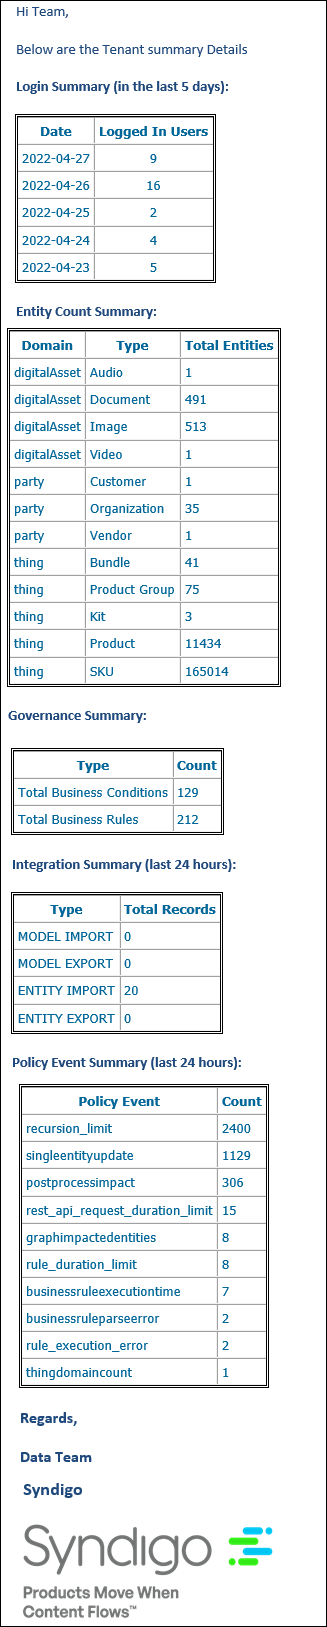 Hi Team,
Below are the Tenant summary Details
Login Summary (in the last 5 days):
Date Logged In Users
2022-04-27 9
2022-04-26 16
2022-04-25 2
2022-04-24 4
2022-04-23 5
Entity Count Summary:
Domain Type Total Entities
digitalAsset Audio 1
digitalAsset Document 491
digitalAsset Image 513
digitalAsset Video 1
party Customer 1
party Organization 35
party Vendor 1
thing Bundle 41
thing Product Group 75
thing Kit 3
thing Product 11434
thing SKU 165014
Governance Summary:
Type Count
Total Business Conditions 129
Total Business Rules 212
Integration Summary (last 24 hours):
Type Total Records
MODEL IMPORT 0
MODEL EXPORT 0
ENTITY IMPORT 20
ENTITY EXPORT 0
Policy Event Summary (last 24 hours):
Policy Event Count
recursion_limit 2400
singleentityupdate 1129
postprocessimpact 306
rest_api_request_duration_limit 15
graphimpactedentities 8
rule_duration_limit 8
businessruleexecutiontime 7
businessruleparseerror 2
rule_execution_error 2
thingdomaincount 1
Regards,
Data Team
Syndigo
Syndigo
Products Move When
Content Flows™